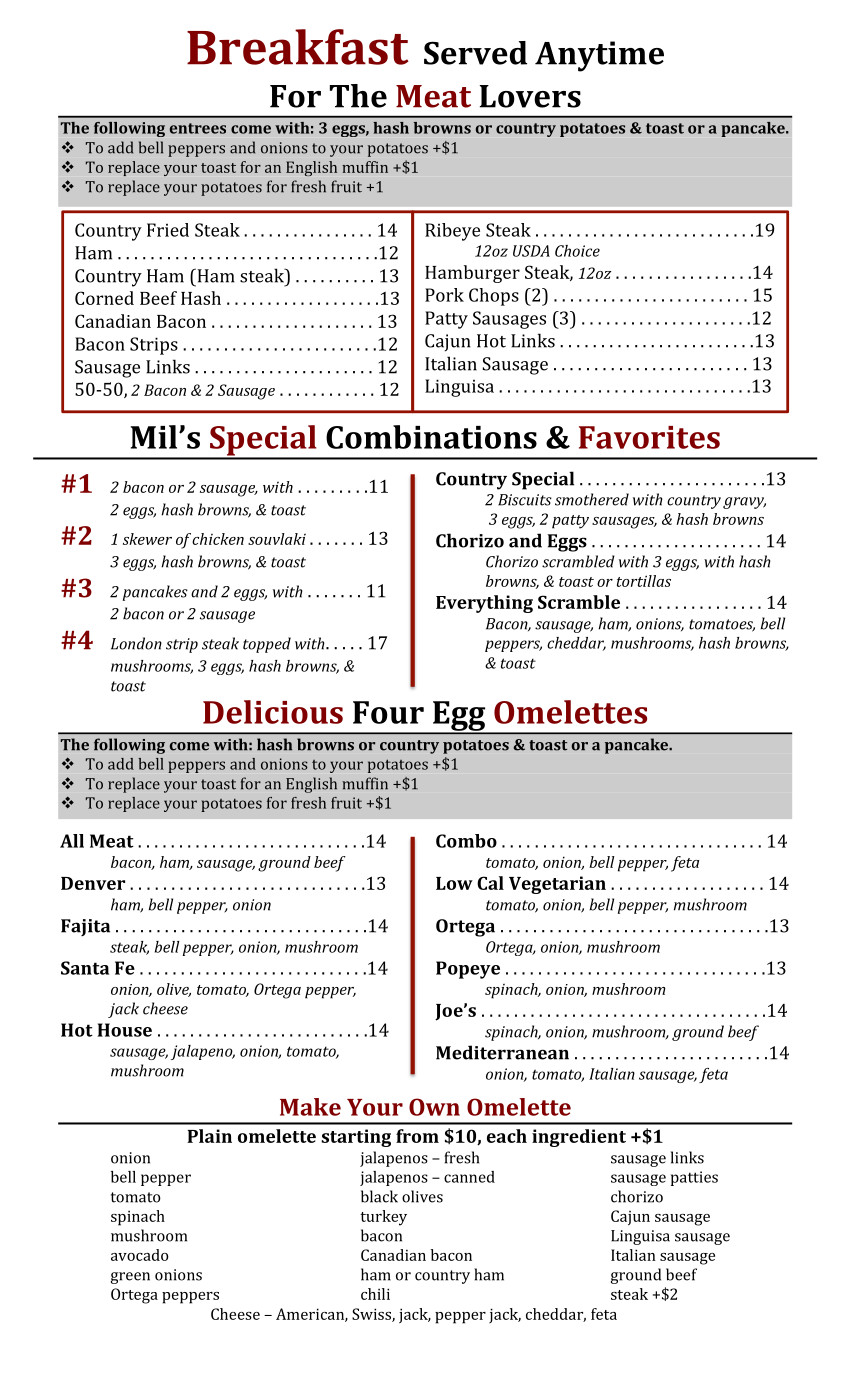 Breakfast Served Anytime
For The Meat Lovers
The following entrees come with: 3 eggs, hash browns or country potatoes & toast or a pancake.
❖ To add bell peppers and onions to your potatoes +$1
❖ To replace your toast for an English muffin +$1
❖ To replace your potatoes for fresh fruit +1
Country Fried Steak . . . . . . . . . . . . . . . . 14
Ham . . . . . . . . . . . . . . . . . . . . . . . . . . . . . . . .12
Country Ham (Ham steak) . . . . . . . . . . 13
Corned Beef Hash . . . . . . . . . . . . . . . . . . .13
Canadian Bacon . . . . . . . . . . . . . . . . . . . . 13
Bacon Strips . . . . . . . . . . . . . . . . . . . . . . . .12
Sausage Links . . . . . . . . . . . . . . . . . . . . . . 12
50-50, 2 Bacon & 2 Sausage . . . . . . . . . . . . 12
Ribeye Steak . . . . . . . . . . . . . . . . . . . . . . . . . . .19
12oz USDA Choice
Hamburger Steak, 12oz . . . . . . . . . . . . . . . . .14
Pork Chops (2) . . . . . . . . . . . . . . . . . . . . . . . . 15
Patty Sausages (3) . . . . . . . . . . . . . . . . . . . . .12
Cajun Hot Links . . . . . . . . . . . . . . . . . . . . . . . .13
Italian Sausage . . . . . . . . . . . . . . . . . . . . . . . . 13
Linguisa . . . . . . . . . . . . . . . . . . . . . . . . . . . . . . .13
Mil’s Special Combinations & Favorites
#1 2 bacon or 2 sausage, with . . . . . . . . .11
2 eggs, hash browns, & toast
#2 1 skewer of chicken souvlaki . . . . . . . 13
3 eggs, hash browns, & toast
#3 2 pancakes and 2 eggs, with . . . . . . . 11
2 bacon or 2 sausage
#4 London strip steak topped with. . . . . 17
mushrooms, 3 eggs, hash browns, &
toast
Country Special . . . . . . . . . . . . . . . . . . . . . . .13
2 Biscuits smothered with country gravy,
3 eggs, 2 patty sausages, & hash browns
Chorizo and Eggs . . . . . . . . . . . . . . . . . . . . . 14
Chorizo scrambled with 3 eggs, with hash
browns, & toast or tortillas
Everything Scramble . . . . . . . . . . . . . . . . . 14
Bacon, sausage, ham, onions, tomatoes, bell
peppers, cheddar, mushrooms, hash browns,
& toast
Delicious Four Egg Omelettes
The following come with: hash browns or country potatoes & toast or a pancake.
❖ To add bell peppers and onions to your potatoes +$1
❖ To replace your toast for an English muffin +$1
❖ To replace your potatoes for fresh fruit +$1
All Meat . . . . . . . . . . . . . . . . . . . . . . . . . . . .14
bacon, ham, sausage, ground beef
Denver . . . . . . . . . . . . . . . . . . . . . . . . . . . . .13
ham, bell pepper, onion
Fajita . . . . . . . . . . . . . . . . . . . . . . . . . . . . . . .14
steak, bell pepper, onion, mushroom
Santa Fe . . . . . . . . . . . . . . . . . . . . . . . . . . . .14
onion, olive, tomato, Ortega pepper,
jack cheese
Hot House . . . . . . . . . . . . . . . . . . . . . . . . . .14
sausage, jalapeno, onion, tomato,
mushroom
Combo . . . . . . . . . . . . . . . . . . . . . . . . . . . . . . . . 14
tomato, onion, bell pepper, feta
Low Cal Vegetarian . . . . . . . . . . . . . . . . . . . 14
tomato, onion, bell pepper, mushroom
Ortega . . . . . . . . . . . . . . . . . . . . . . . . . . . . . . . . .13
Ortega, onion, mushroom
Popeye . . . . . . . . . . . . . . . . . . . . . . . . . . . . . . . .13
spinach, onion, mushroom
Joe’s . . . . . . . . . . . . . . . . . . . . . . . . . . . . . . . . . . .14
spinach, onion, mushroom, ground beef
Mediterranean . . . . . . . . . . . . . . . . . . . . . . . .14
onion, tomato, Italian sausage, feta
Make Your Own Omelette
Plain omelette starting from $10, each ingredient +$1
onion
bell pepper
tomato
spinach
mushroom
avocado
green onions
Ortega peppers
jalapenos – fresh
jalapenos – canned
black olives
turkey
bacon
Canadian bacon
ham or country ham
chili
sausage links
sausage patties
chorizo
Cajun sausage
Linguisa sausage
Italian sausage
ground beef
steak +$2
Cheese – American, Swiss, jack, pepper jack, cheddar, feta